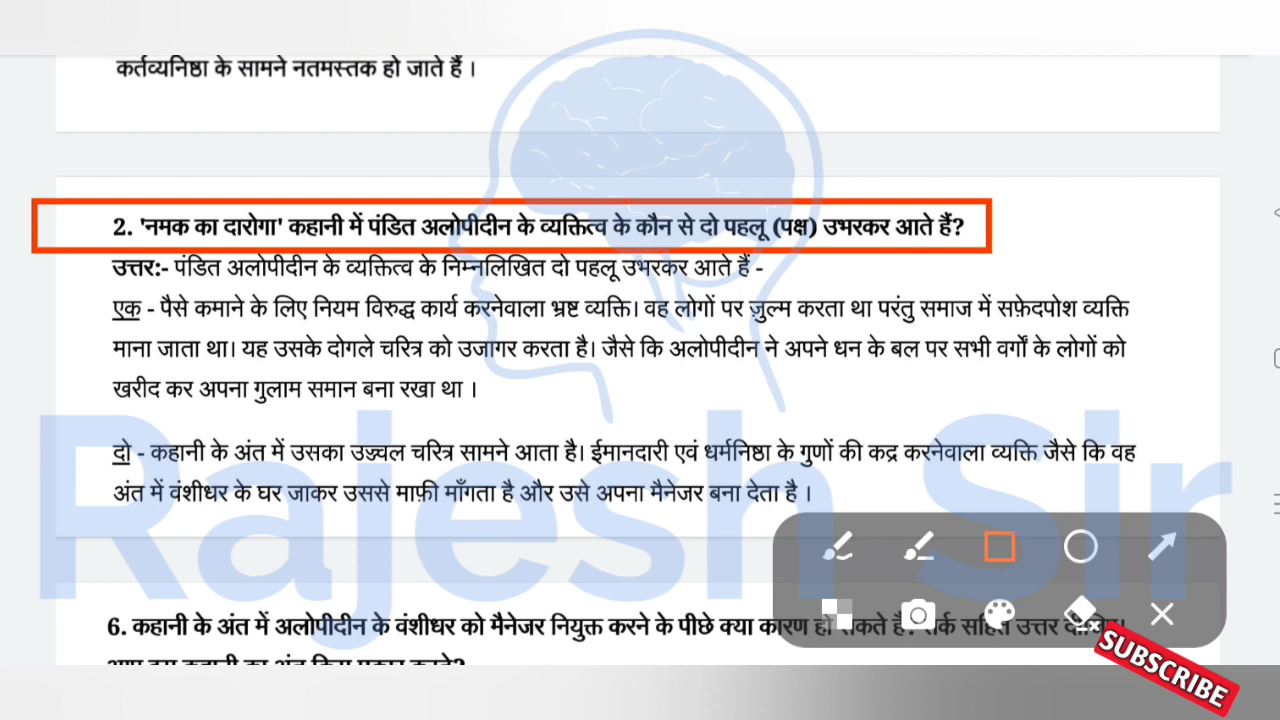 कर्तव्यनिष्ठा के सामने नतमस्तक हो जाते हैं ।
2. 'नमक का दारोगा' कहानी में पंडित अलोपीदीन के व्यक्तित्व के कौन से दो पहलू (पक्ष) उभरकर आते हैं?
उत्तर:- पंडित अलोपीदीन के व्यक्तित्व के निम्नलिखित दो पहलू उभरकर आते हैं -
एक - पैसे कमाने के लिए नियम विरुद्ध कार्य करनेवाला भ्रष्ट व्यक्ति। वह लोगों पर ज़ुल्म करता था परंतु समाज में सफ़ेदपोश व्यक्ति
माना जाता था। यह उसके दोगले चरित्र को उजागर करता है। जैसे कि अलोपीदीन ने अपने धन के बल पर सभी वर्गों के लोगों को
खरीद कर अपना गुलाम समान बना रखा था ।
दो - कहानी के अंत में उसका उज्ज्वल चरित्र सामने आता है। ईमानदारी एवं धर्मनिष्ठा के गुणों की कद्र करनेवाला व्यक्ति जैसे कि वह
अंत में वंशीधर के घर जाकर उससे माफ़ी माँगता है और उसे अपना मैनेजर बना देता है ।
Rajesh Sir
6. कहानी के अंत में अलोपीदीन के वंशीधर को मैनेजर नियुक्त करने के पीछे क्या कारण हो सकते हैं? तर्क सहित उत्तर
SUBSCRIBE